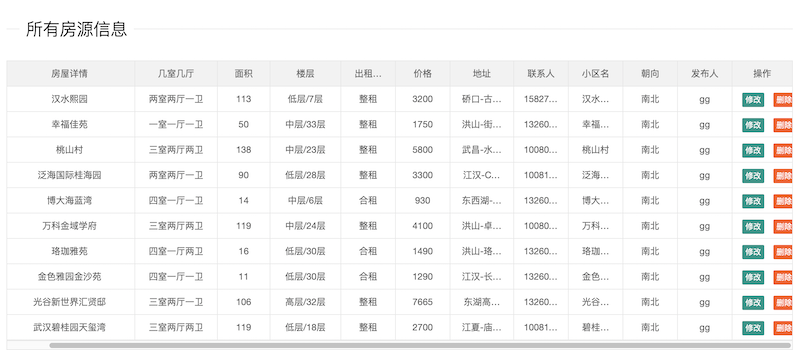 所有房源信息
房屋详情 几室几厅 面积 楼层 出租... 价格 地址 联系人 小区名 朝向 发布人 操作
汉水熙园 两室两厅一卫 113 低层/7层 整租 3200 硚口-古... 15827... 汉水... 南北 gg 修改 删除
幸福佳苑 一室一厅一卫 50 中层/33层 整租 1750 洪山-街... 13260... 幸福... 南北 gg 修改 删除
桃山村 三室两厅两卫 138 中层/23层 整租 5800 武昌-水... 10080... 桃山村 南北 gg 修改 删除
泛海国际桂海园 两室两厅一卫 90 低层/28层 整租 3300 江汉-C... 10081... 泛海... 南北 gg 修改 删除
博大海蓝湾 四室一厅一卫 14 中层/6层 合租 930 东西湖-... 13260... 博大... 南北 gg 修改 删除
万科金域学府 三室两厅两卫 119 中层/24层 整租 4100 洪山-卓... 10080... 万科... 南北 gg 修改 删除
珞珈雅苑 四室一厅两卫 16 低层/30层 合租 1490 洪山-珞... 13260... 珞珈... 南北 gg 修改 删除
金色雅园金沙苑 四室一厅一卫 11 低层/30层 合租 1290 江汉-长... 13260... 金色... 南北 gg 修改 删除
光谷新世界汇贤邸 三室两厅一卫 106 高层/32层 整租 7665 东湖高... 13260... 光谷... 南北 gg 修改 删除
武汉碧桂园天玺湾 三室两厅一卫 119 低层/18层 整租 2700 江夏-庙... 10081... 碧桂... 南北 gg 修改 删除